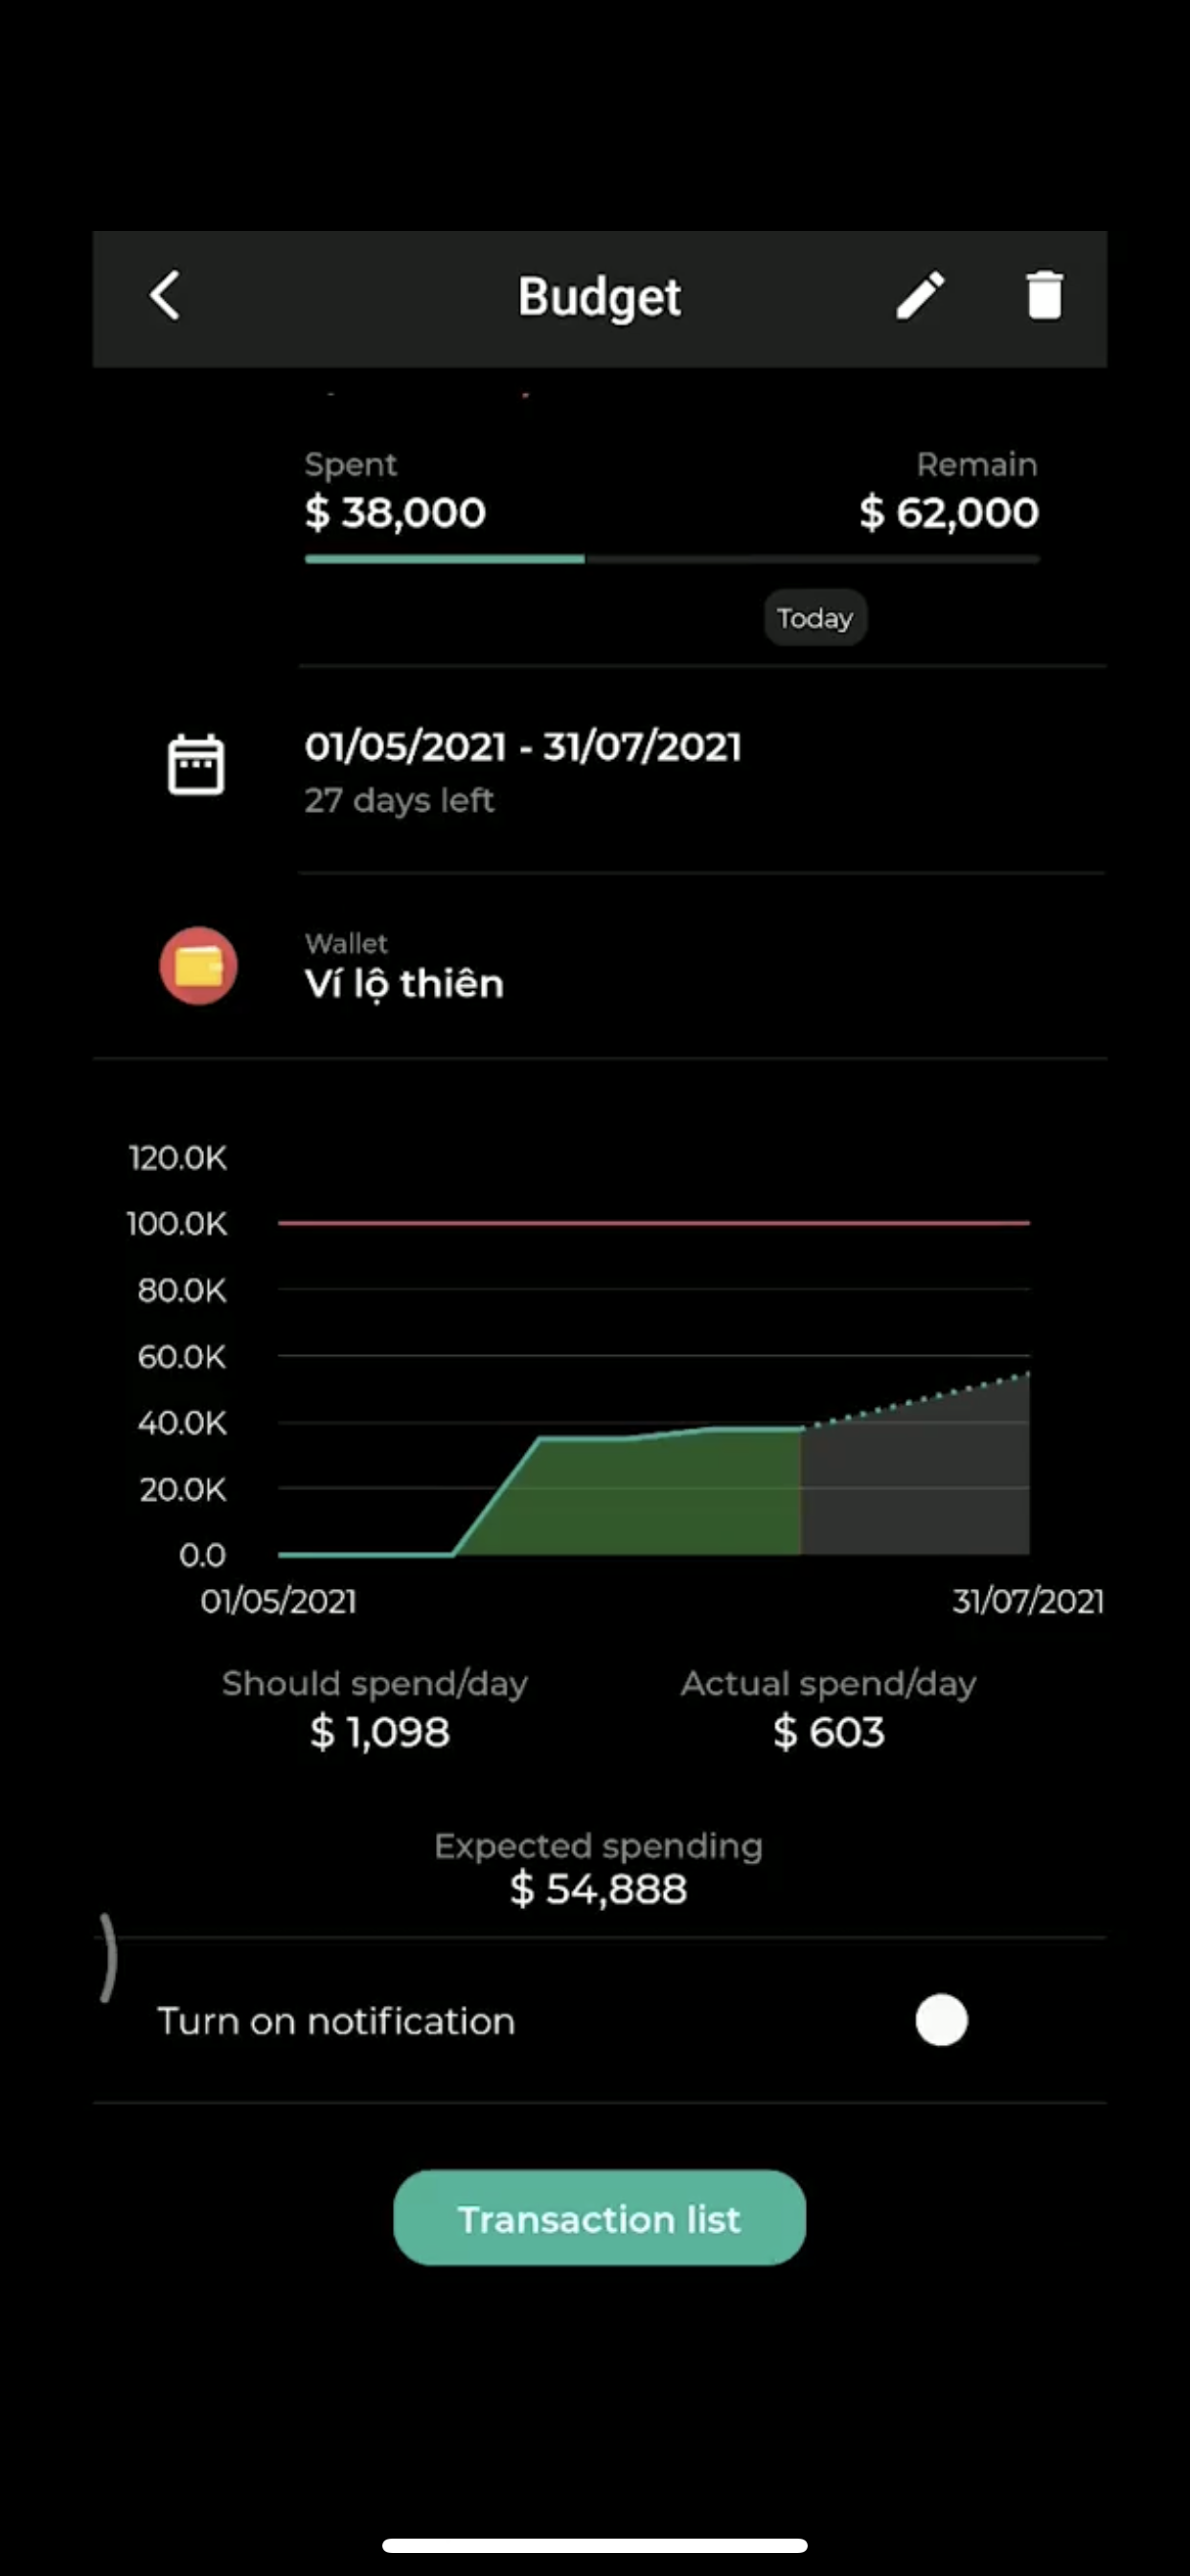 Budget
Spent Remain
$ 38,000 $ 62,000
Today
01/05/2021 - 31/07/2021
27 days left
Wallet
Ví lộ thiên
120.0K
100.0K
80.0K
60.0K
40.0K
20.0K
0.0
01/05/2021 31/07/2021
Should spend/day Actual spend/day
$ 1,098 $ 603
Expected spending
$ 54,888
Turn on notification
Transaction list